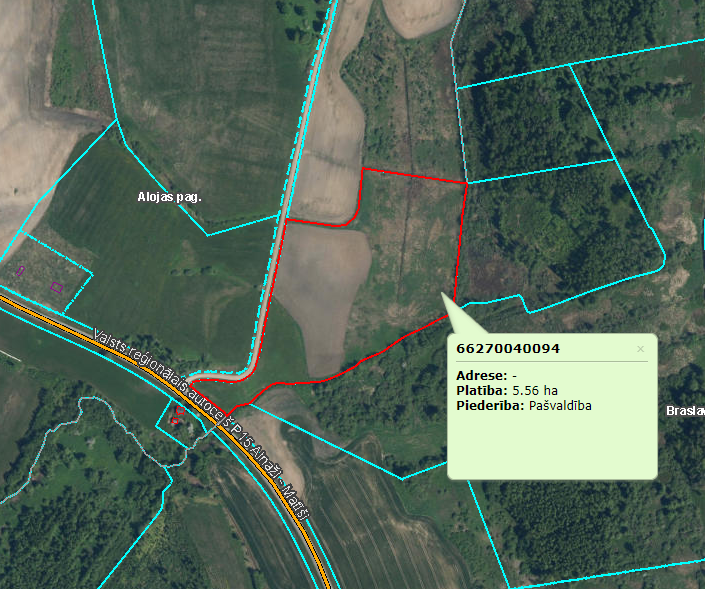 Alojas pag.
Valsts reģionālais autoceļš P15 Ainaži - Matīši
66270040094
×
Adrese: -
Platība: 5.56 ha
Piederība: Pašvaldība
Braslav